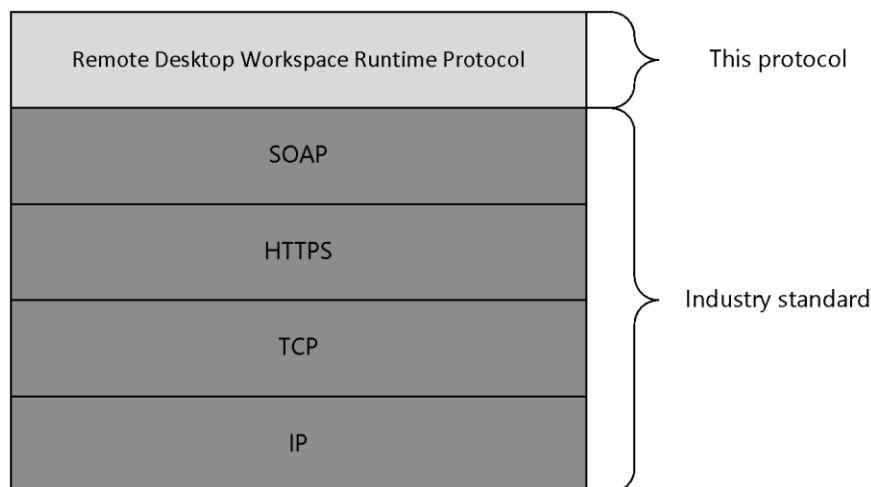 Remote Desktop Workspace Runtime Protocol
This protocol
SOAP
HTTPS
Industry standard
TCP
IP